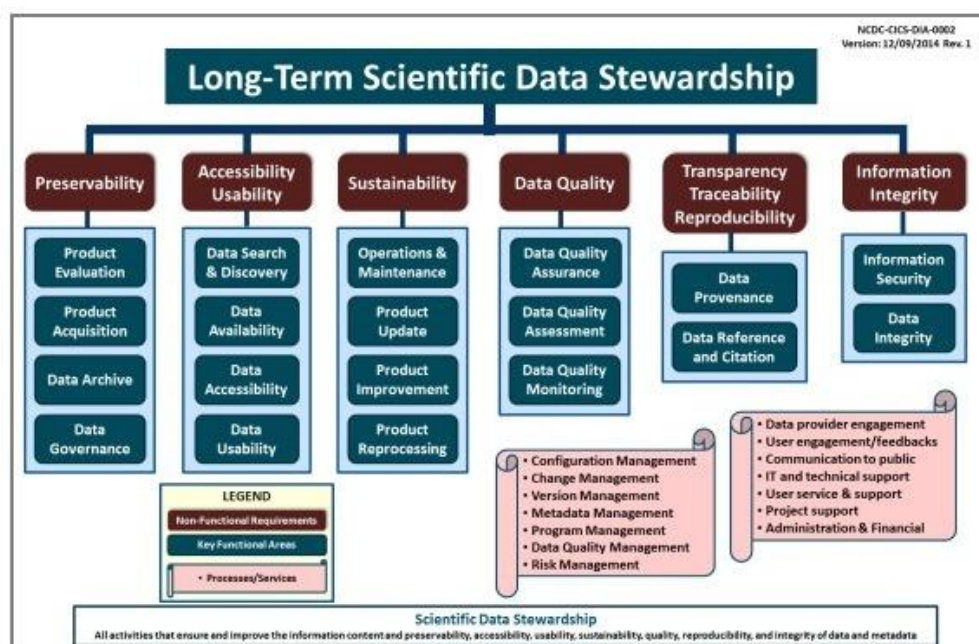 NCDC-CICS-DIA-0002
Version: 12/09/2014 Rev. 1
Long-Term Scientific Data Stewardship
Preservability
Accessibility
Usability
Sustainability
Data Quality
Transparency
Traceability
Reproducibility
Information
Integrity
Product
Evaluation
Product
Acquisition
Data Archive
Data
Governance
Data Search
& Discovery
Data
Availability
Data
Accessibility
Data
Usability
Operations &
Maintenance
Product
Update
Product
Improvement
Product
Reprocessing
Data Quality
Assurance
Data Quality
Assessment
Data Quality
Monitoring
Data
Provenance
Data Reference
and Citation
Information
Security
Data
Integrity
• Configuration Management
• Change Management
• Version Management
• Metadata Management
• Program Management
• Data Quality Management
• Risk Management
• Data provider engagement
• User engagement/feedbacks
• Communication to public
• IT and technical support
• User service & support
• Project support
• Administration & Financial
LEGEND
Non-Functional Requirements
Key Functional Areas
• Processes/Services
Scientific Data Stewardship
All activities that ensure and improve the information content and preservability, accessibility, usability, sustainability, quality, reproducibility, and integrity of data and metadata